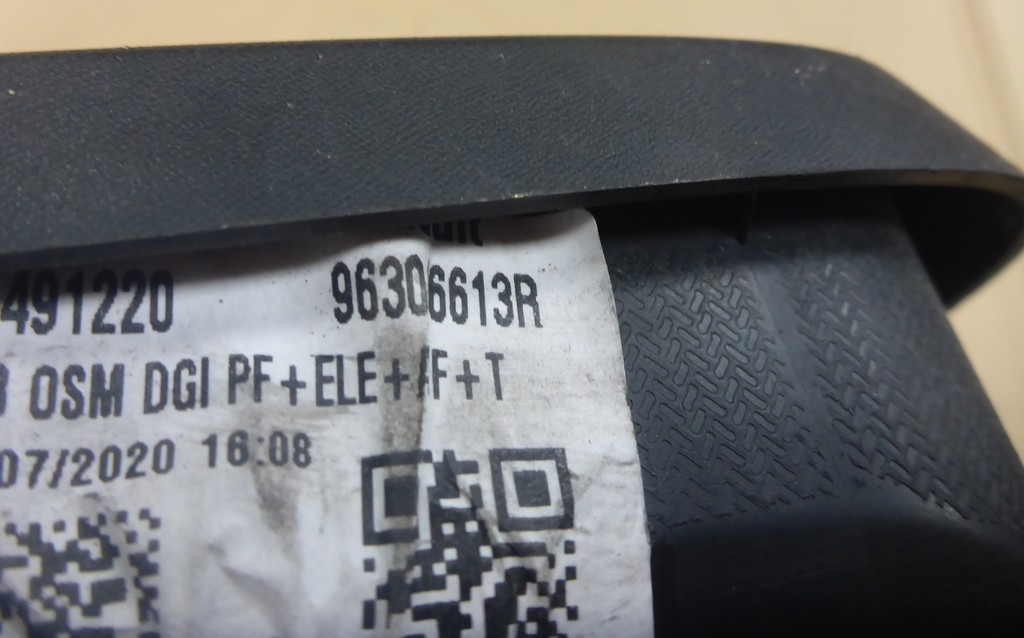 491220 96306613R
OSM DGI PF+ELE+ F+T
07/2020 16:08